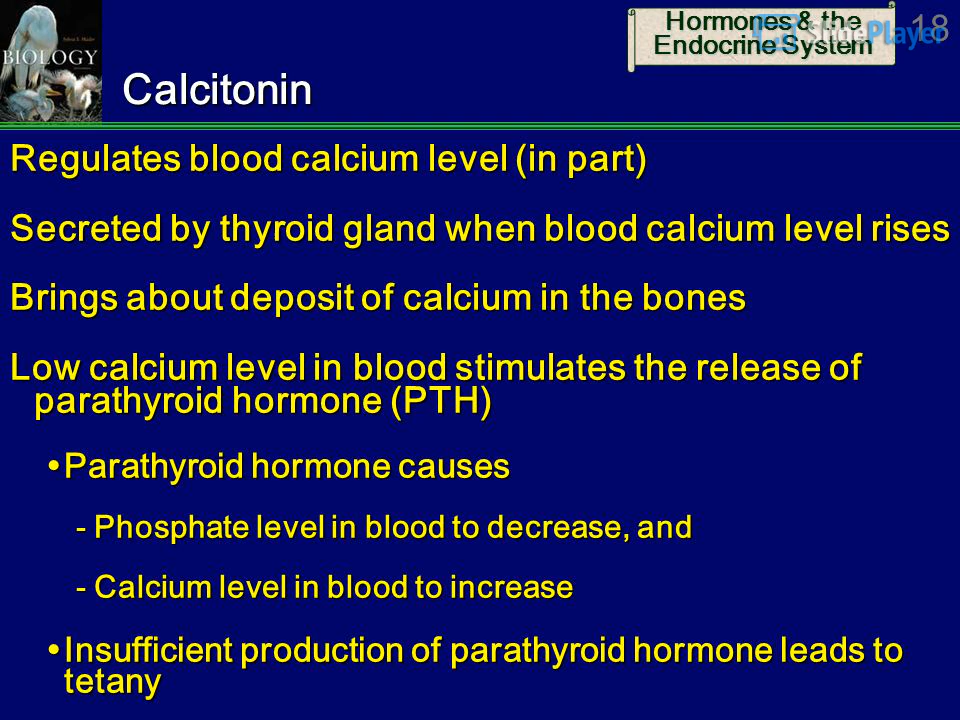 Hormones & the
Endocrine System
18
SlidePlayer
BIOLOGY
Calcitonin
Regulates blood calcium level (in part)
Secreted by thyroid gland when blood calcium level rises
Brings about deposit of calcium in the bones
Low calcium level in blood stimulates the release of
parathyroid hormone (PTH)
•Parathyroid hormone causes
- Phosphate level in blood to decrease, and
- Calcium level in blood to increase
•Insufficient production of parathyroid hormone leads to
tetany